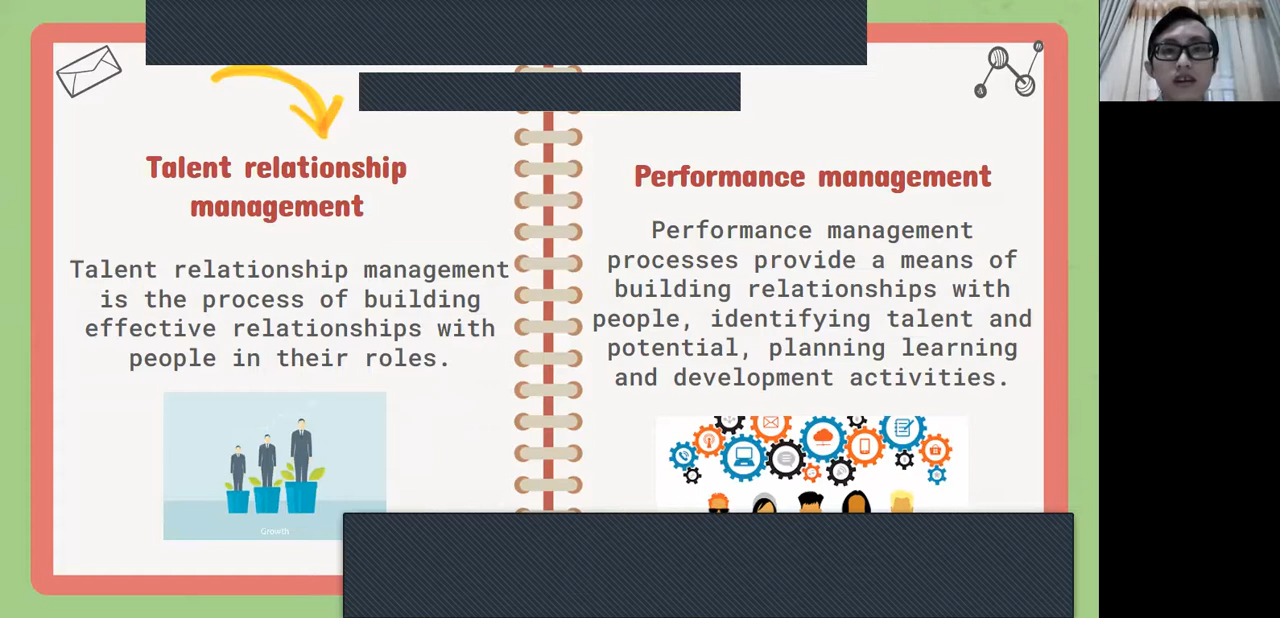 Talent relationship
management
Talent relationship management
is the process of building
effective relationships with
people in their roles.
Growth
Performance management
Performance management
processes provide a means of
building relationships with
people, identifying talent and
potential, planning learning
and development activities.